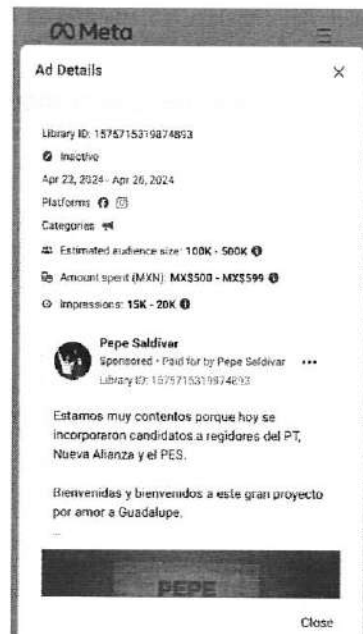 Meta
Ad Details
Library ID: 1575715319874893
Inactive
Apr 23, 2024 - Apr 26, 2024
Platforms
Categories
Estimated audience size: 100K - 500K
Amount spent (MXN): MX$500 - MX$599
Impressions: 15K - 20K
Pepe Saldívar
Sponsored • Paid for by Pepe Saldívar
Library ID: 1575715319874893
Estamos muy contentos porque hoy se
incorporaron candidatos a regidores del PT,
Nueva Alianza y el PES.
Bienvenidas y bienvenidos a este gran proyecto
por amor a Guadalupe.
...
PEPE
Close